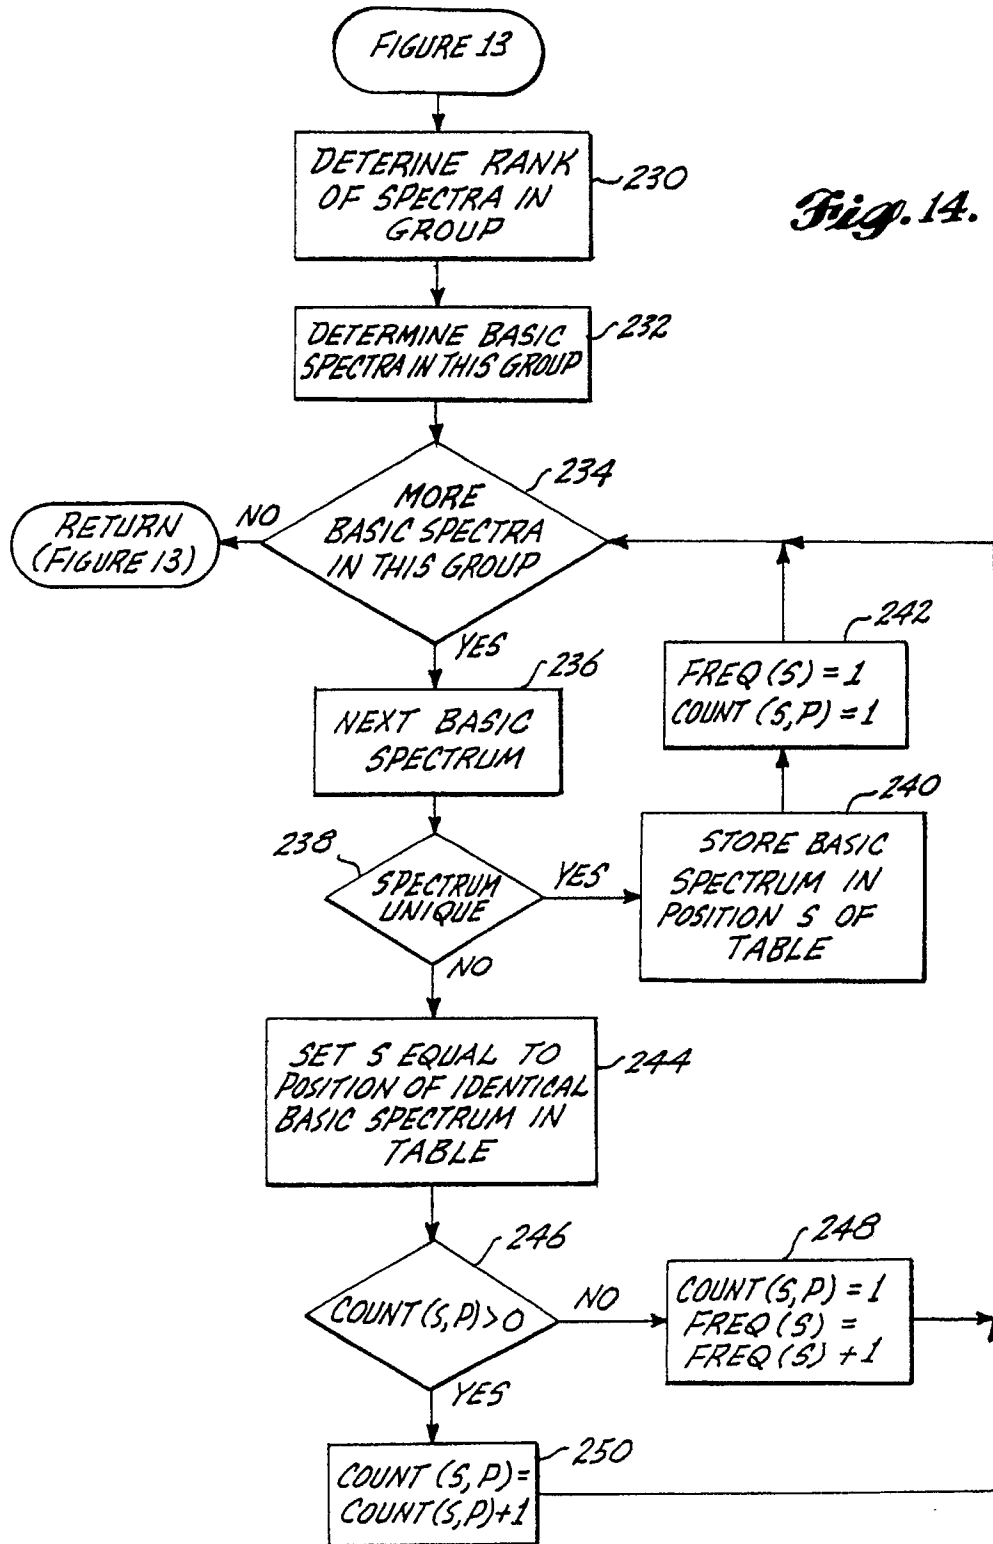 FIGURE 13
DETERINE RANK
OF SPECTRA IN
GROUP
230
Fig. 14.
DETERMINE BASIC
SPECTRA IN THIS GROUP
232
234
MORE
BASIC SPECTRA
IN THIS GROUP
NO
RETURN
(FIGURE 13)
YES
236
NEXT BASIC
SPECTRUM
242
FREQ (S) = 1
COUNT (S,P) = 1
240
STORE BASIC
SPECTRUM IN
POSITION S OF
TABLE
238
SPECTRUM
UNIQUE
YES
NO
SET S EQUAL TO
POSITION OF IDENTICAL
BASIC SPECTRUM IN
TABLE
244
246
COUNT (S,P) > 0
NO
248
COUNT (S,P) = 1
FREQ (S) =
FREQ (S) + 1
YES
250
COUNT (S,P) =
COUNT (S,P) + 1